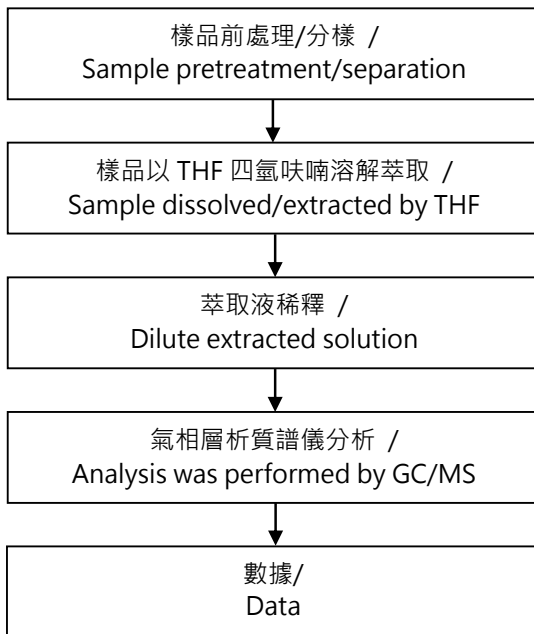 樣品前處理/分樣 /
Sample pretreatment/separation
樣品以 THF 四氫呋喃溶解萃取 /
Sample dissolved/extracted by THF
萃取液稀釋 /
Dilute extracted solution
氣相層析質譜儀分析 /
Analysis was performed by GC/MS
數據/
Data